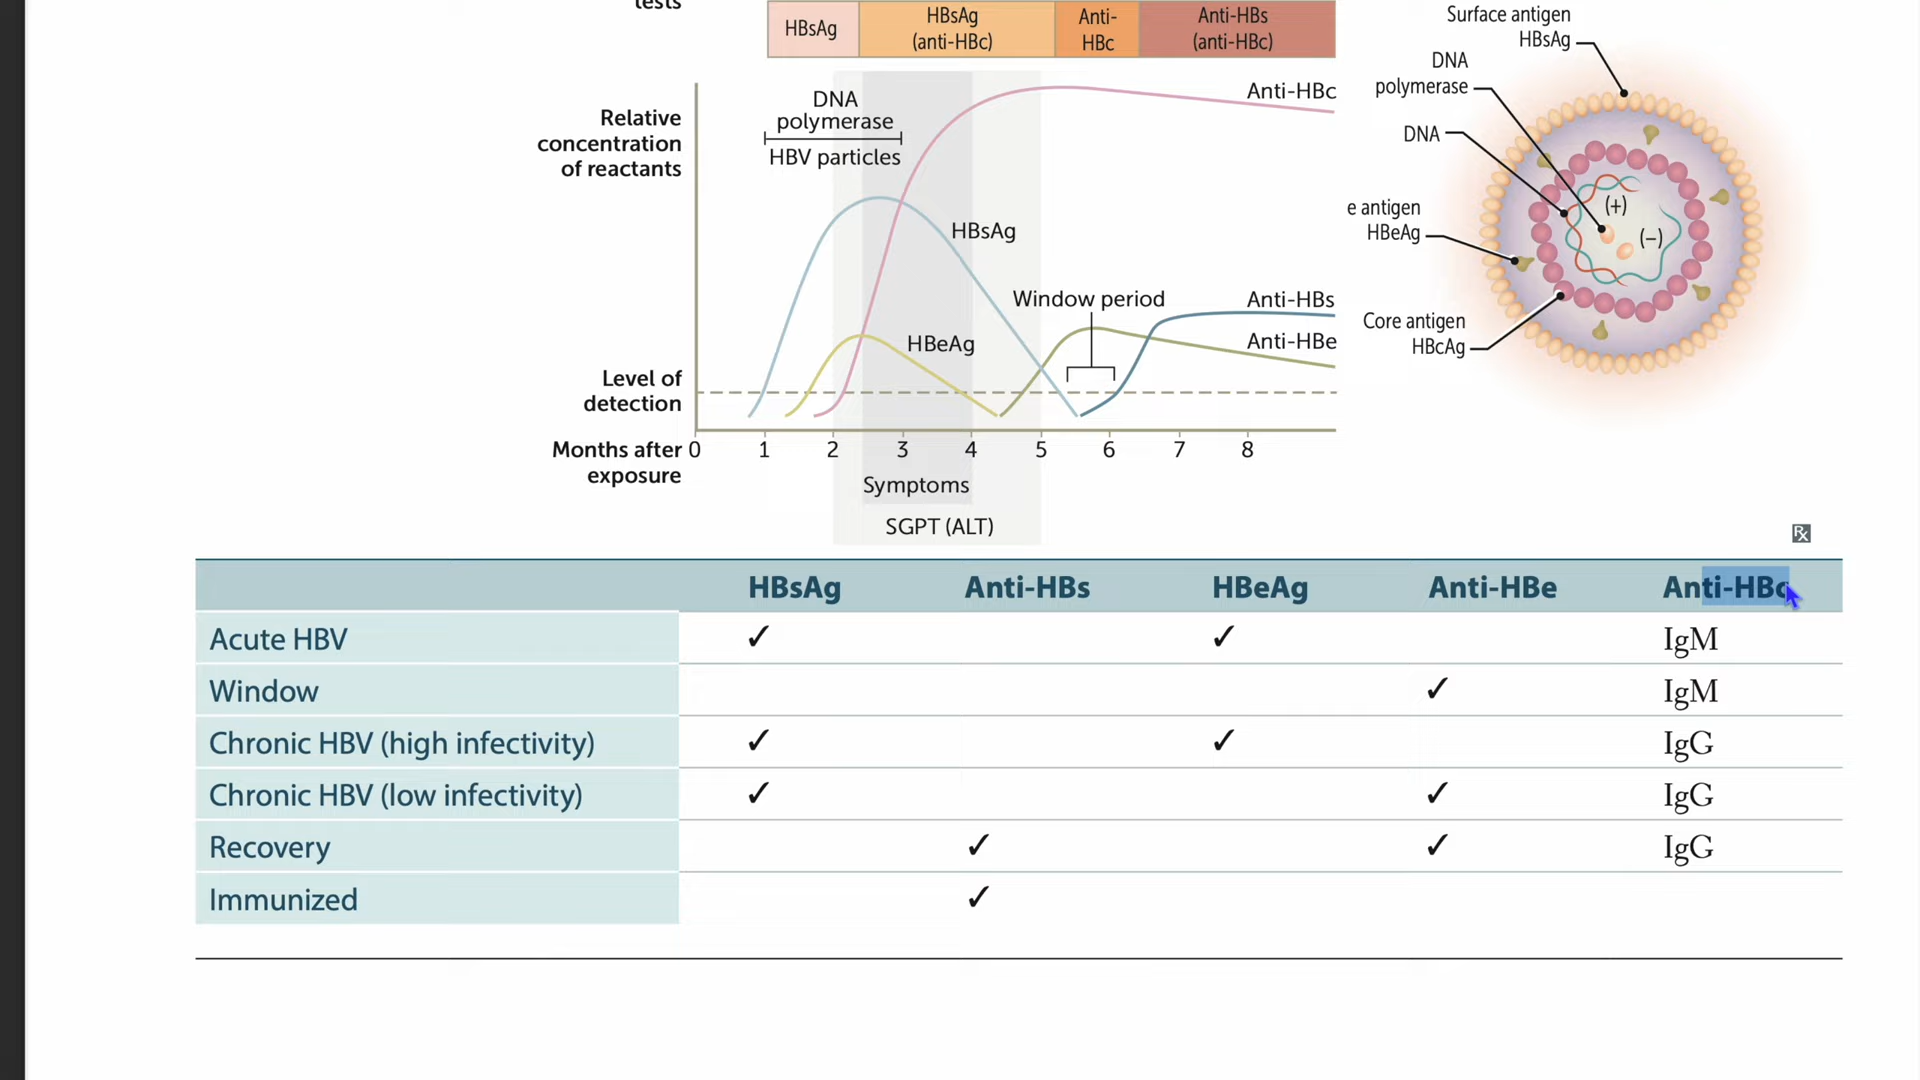 tests
HBsAg
HBsAg
(anti-HBc)
Anti-
HBc
Anti-HBs
(anti-HBc)
Relative
concentration
of reactants
DNA
polymerase
HBV particles
Anti-HBc
HBsAg
HBeAg
Window period
Anti-HBs
Anti-HBe
Level of
detection
Months after
exposure
0 1 2 3 4 5 6 7 8
Symptoms
SGPT (ALT)
Surface antigen
HBsAg
DNA
polymerase
DNA
e antigen
HBeAg
Core antigen
HBcAg
(+)
(–)
Rx
HBsAg Anti-HBs HBeAg Anti-HBe Anti-HBc
Acute HBV ✓ ✓ IgM
Window ✓ IgM
Chronic HBV (high infectivity) ✓ ✓ IgG
Chronic HBV (low infectivity) ✓ ✓ IgG
Recovery ✓ ✓ IgG
Immunized ✓